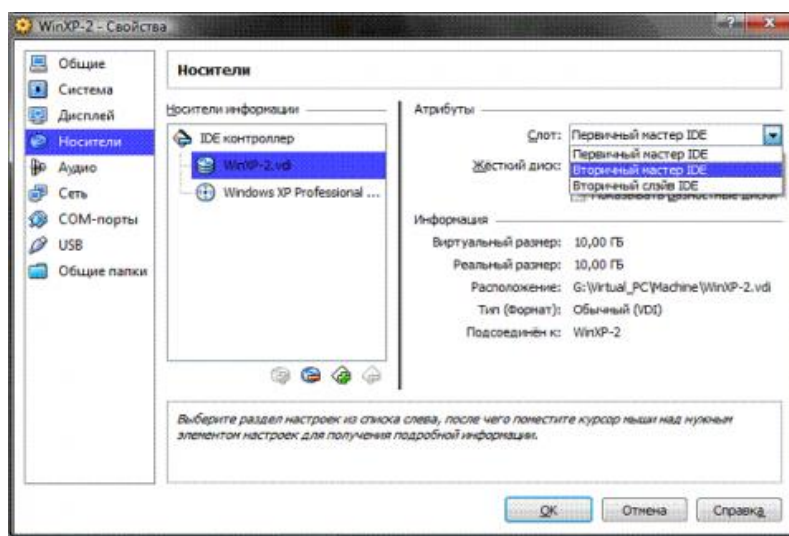 WinXP-2 - Свойства
Общие
Система
Дисплей
Носители
Аудио
Сеть
COM-порты
USB
Общие папки
Носители
Носители информации
IDE контроллер
WinXP-2.vdi
Windows XP Professional ...
Атрибуты
Слот: Первичный мастер IDE
Первичный мастер IDE
Вторичный мастер IDE
Вторичный слэйв IDE
Жёсткий диск:
Показывать разностные диски
Информация
Виртуальный размер: 10,00 ГБ
Реальный размер: 10,00 ГБ
Расположение: G:\Virtual_PC\Machine\WinXP-2.vdi
Тип (Формат): Обычный (VDI)
Подсоединён к: WinXP-2
Выберите раздел настроек из списка слева, после чего поместите курсор мыши над нужным
элементом настроек для получения подробной информации.
OK
Отмена
Справка